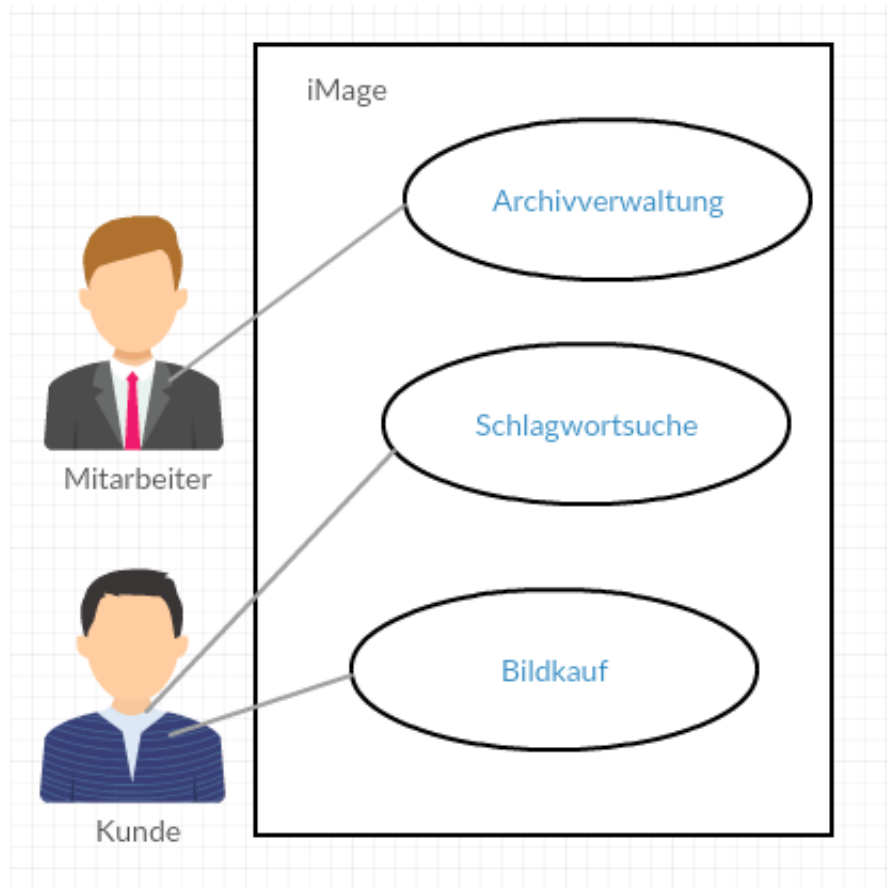 iMage
Archivverwaltung
Schlagwortsuche
Mitarbeiter
Bildkauf
Kunde